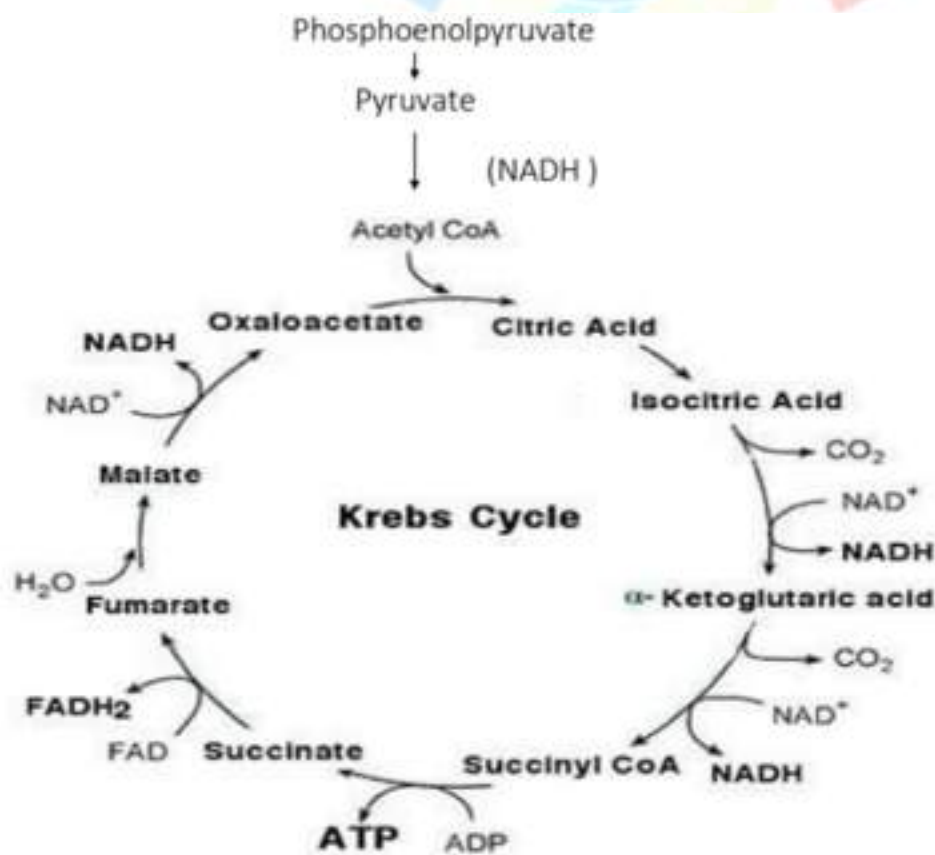 Phosphoenolpyruvate
Pyruvate
(NADH )
Acetyl CoA
Oxaloacetate
Citric Acid
NADH
NAD⁺
Isocitric Acid
CO₂
Malate
Krebs Cycle
NAD⁺
NADH
H₂O
Fumarate
α- Ketoglutaric acid
CO₂
FADH2
FAD
Succinate
Succinyl CoA
NAD⁺
NADH
ATP
ADP